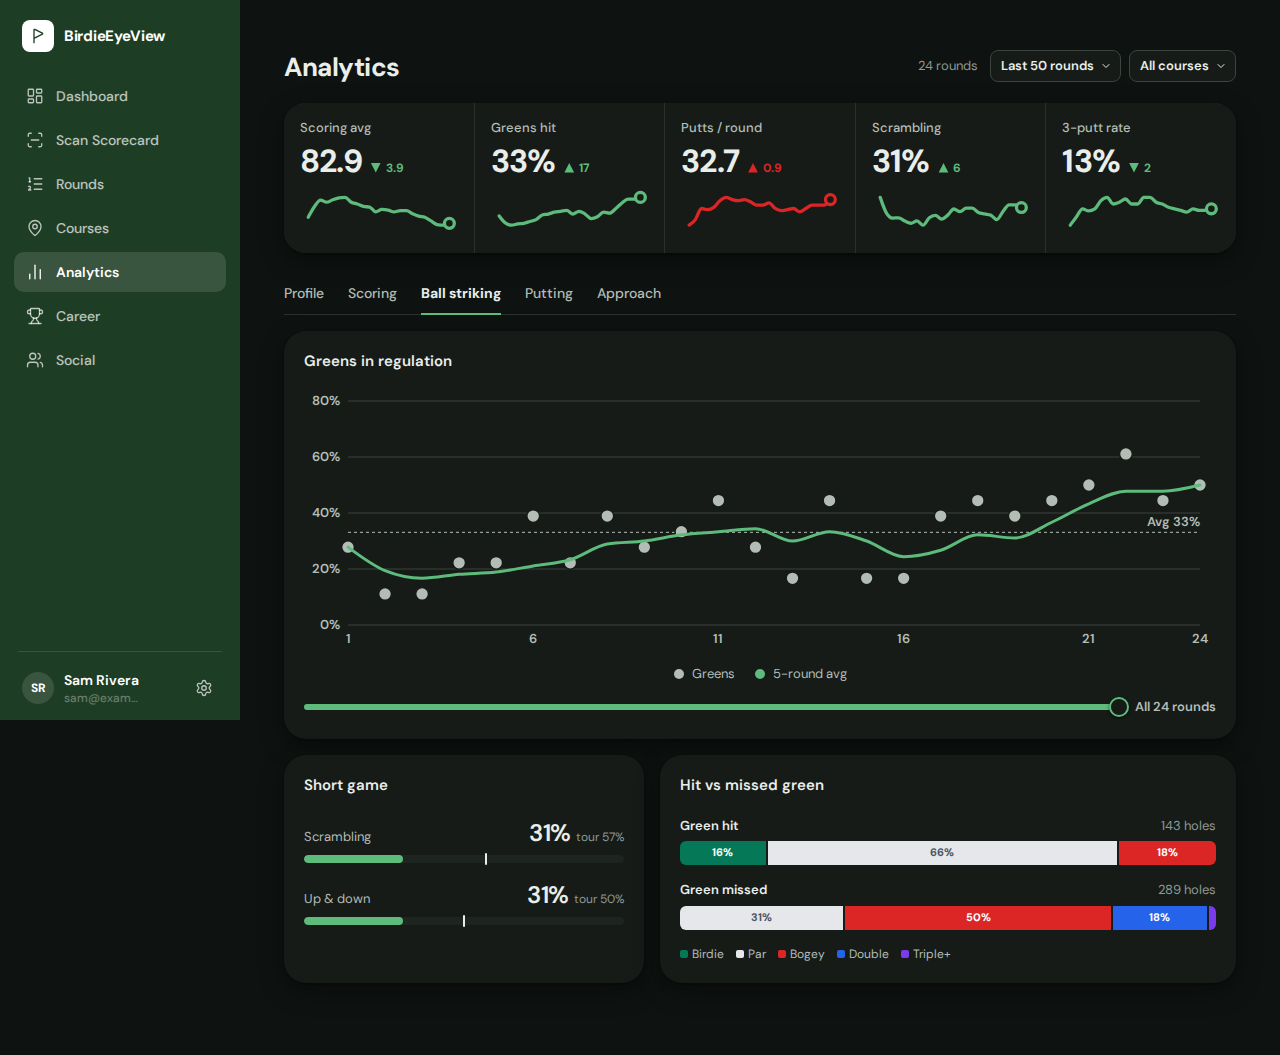 BirdieEyeView
Dashboard
Scan Scorecard
Rounds
Courses
Analytics
Career
Social
SR
Sam Rivera
sam@exam...
Analytics
24 rounds
Last 50 rounds
All courses
Scoring avg
82.9 ▼ 3.9
Greens hit
33% ▲ 17
Putts / round
32.7 ▲ 0.9
Scrambling
31% ▲ 6
3-putt rate
13% ▼ 2
Profile Scoring Ball striking Putting Approach
Greens in regulation
80%
60%
40%
Avg 33%
20%
0%
1 6 11 16 21 24
Greens 5-round avg
All 24 rounds
Short game
Scrambling 31% tour 57%
Up & down 31% tour 50%
Hit vs missed green
Green hit 143 holes
16% 66% 18%
Green missed 289 holes
31% 50% 18%
Birdie Par Bogey Double Triple+